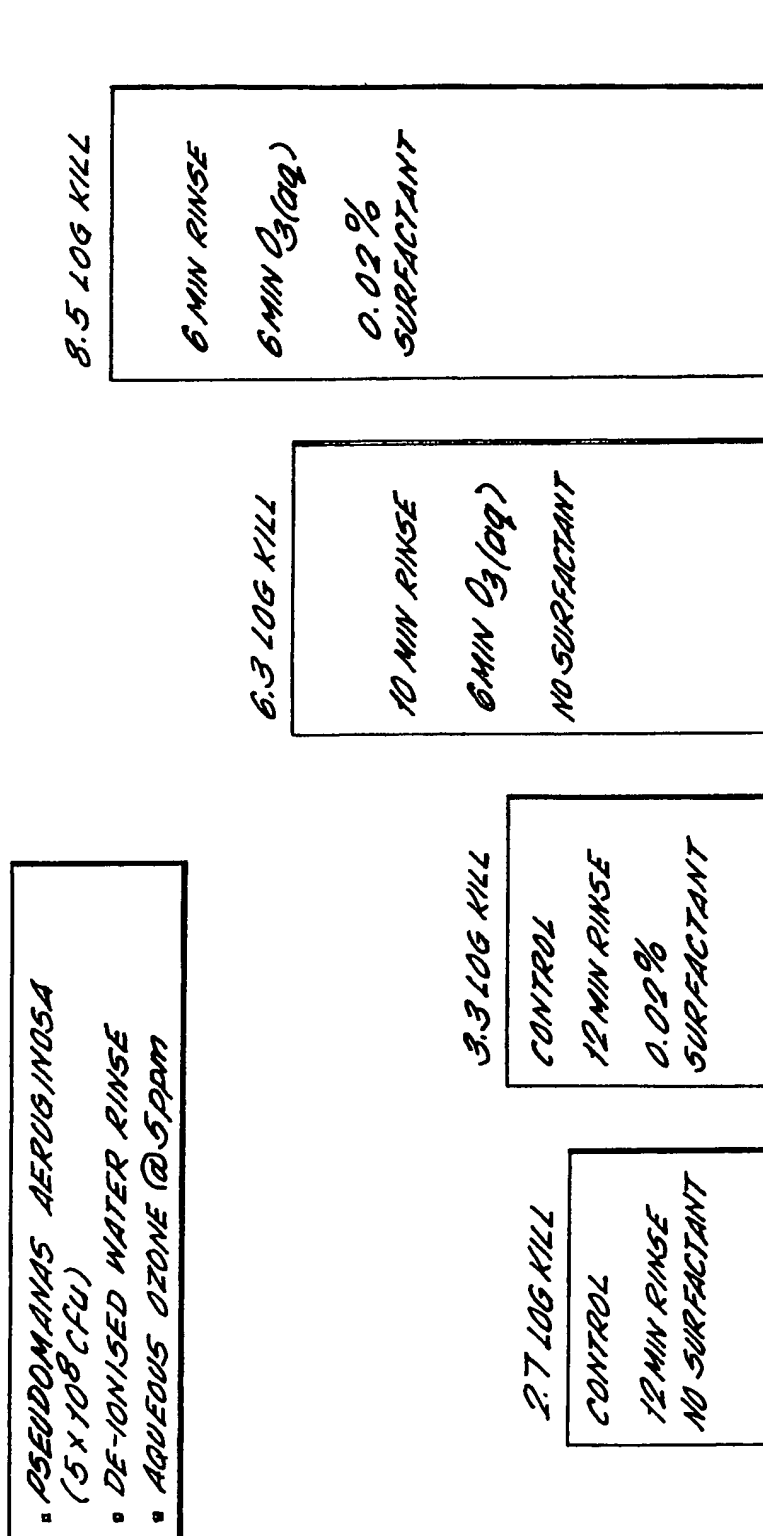 PSEUDOMANAS AERUGINOSA
(5 X 10⁸ CFU)
DE-IONISED WATER RINSE
AQUEOUS OZONE @ 5ppm
2.7 LOG KILL
CONTROL
12 MIN RINSE
NO SURFACTANT
3.3 LOG KILL
CONTROL
12 MIN RINSE
0.02%
SURFACTANT
6.3 LOG KILL
10 MIN RINSE
6 MIN O₃(aq)
NO SURFACTANT
8.5 LOG KILL
6 MIN RINSE
6 MIN O₃(aq)
0.02%
SURFACTANT